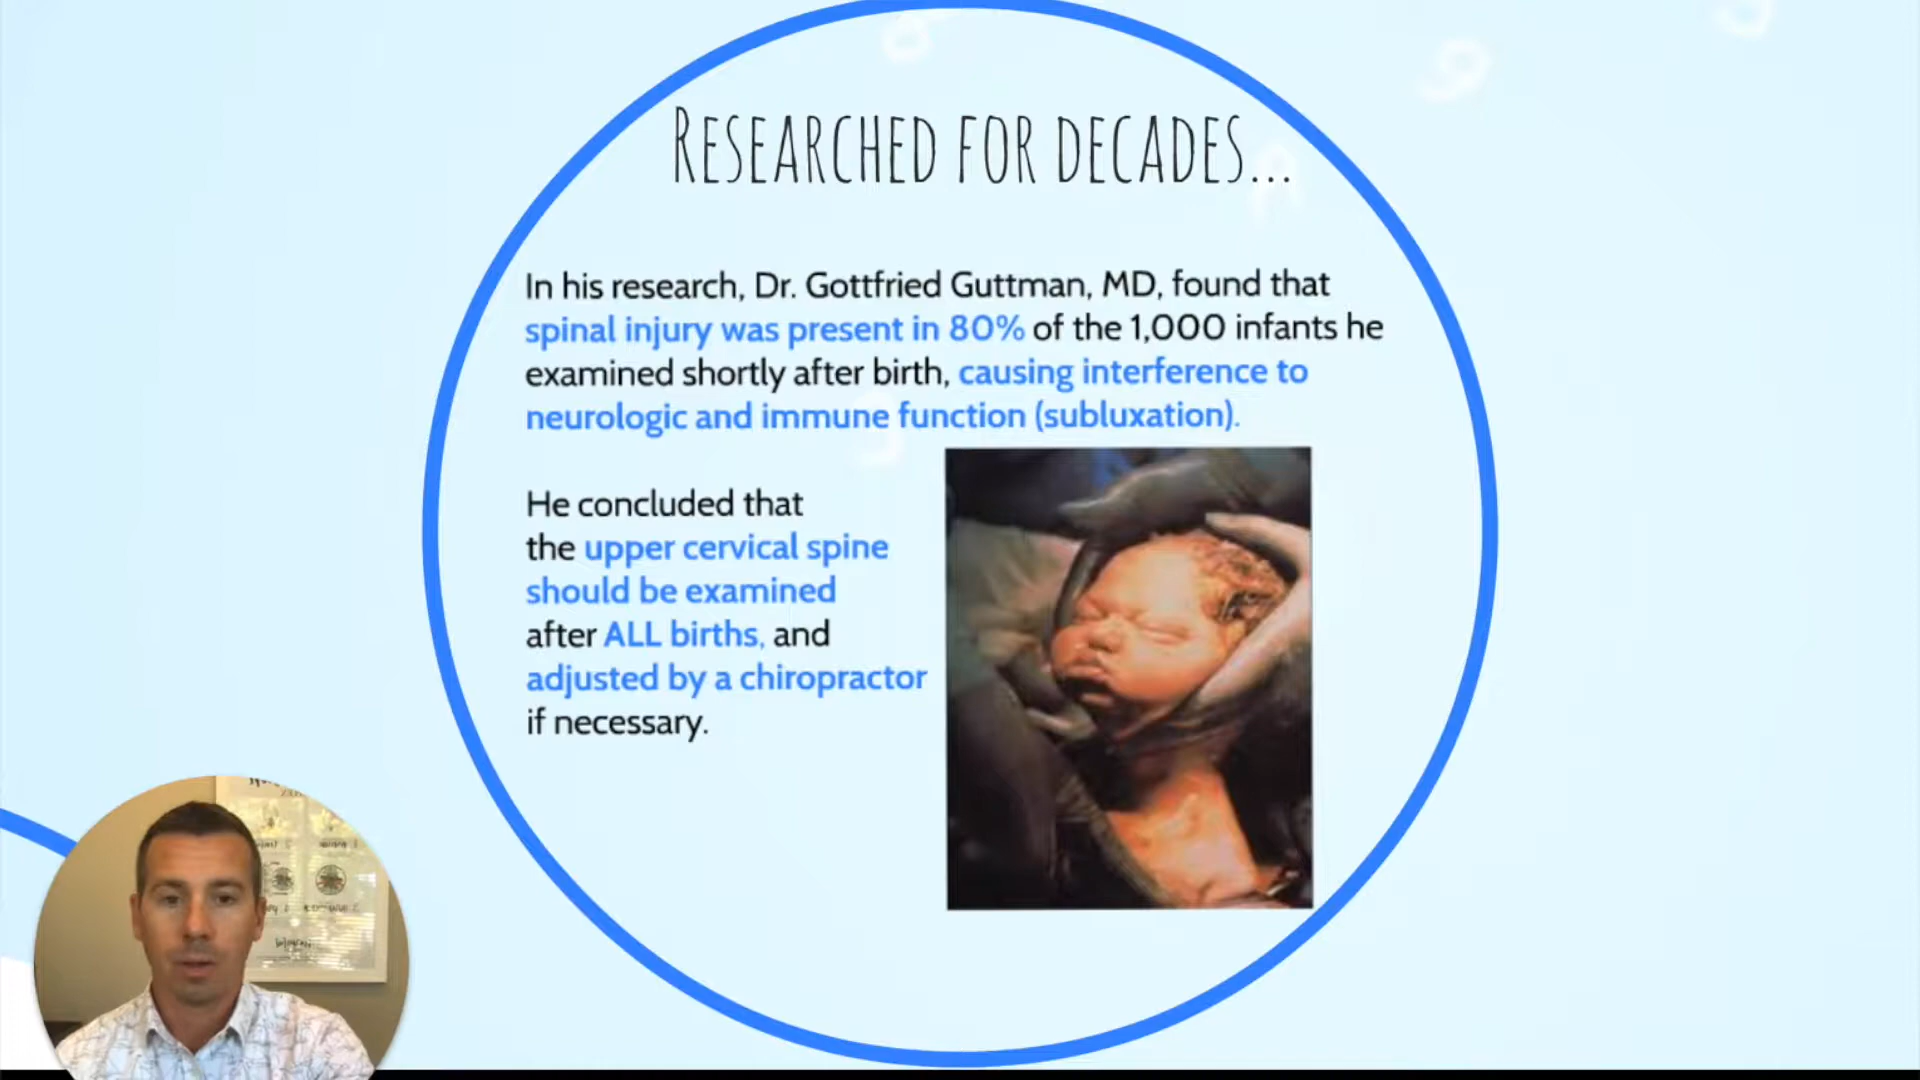 RESEARCHED FOR DECADES...
In his research, Dr. Gottfried Guttman, MD, found that
spinal injury was present in 80% of the 1,000 infants he
examined shortly after birth, causing interference to
neurologic and immune function (subluxation).
He concluded that
the upper cervical spine
should be examined
after ALL births, and
adjusted by a chiropractor
if necessary.